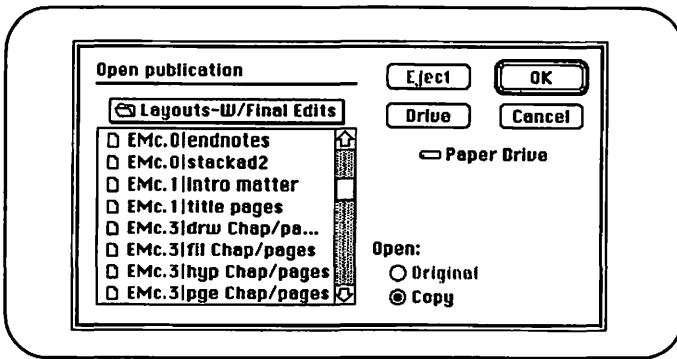 Open publication
Eject
OK
Layouts-W/Final Edits
Drive
Cancel
EMc.0|endnotes
EMc.0|stackad2
EMc.1|intro matter
EMc.1|title pages
EMc.3|drw Chap/pa...
EMc.3|fil Chap/pages
EMc.3|hyp Chap/pages
EMc.3|pge Chap/pages
Paper Drive
Open:
Original
Copy